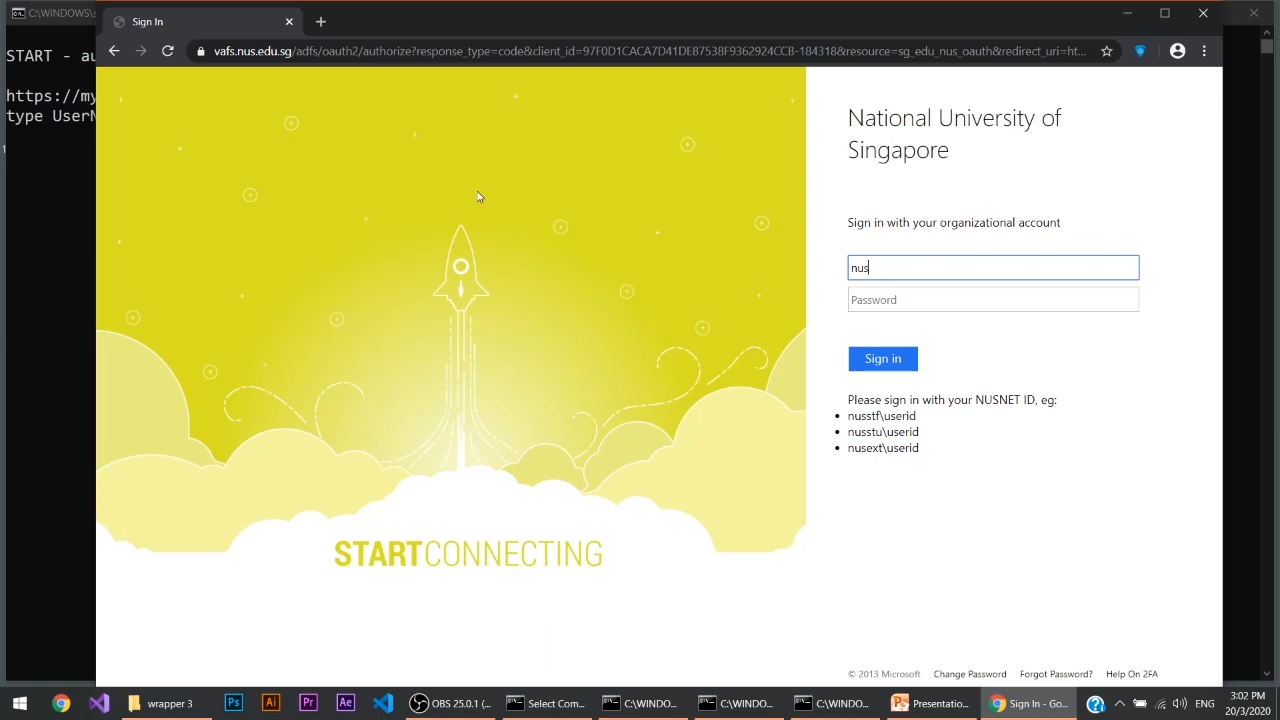 C:\WINDOWS\s
Sign In
START - au
vafs.nus.edu.sg/adfs/oauth2/authorize?response_type=code&client_id=97F0D1CACA7D41DE87538F9362924CCB-184318&resource=sg_edu_nus_oauth&redirect_uri=ht...
https://my
type UserN
National University of
Singapore
Sign in with your organizational account
nus
Password
Sign in
Please sign in with your NUSNET ID, eg:
nusstf\userid
nusstu\userid
nusext\userid
STARTCONNECTING
© 2013 Microsoft Change Password Forgot Password? Help On 2FA
wrapper 3
Ps
Ai
Pr
Ae
OBS 25.0.1 (...
Select Com...
C:\WINDO...
C:\WINDO...
C:\WINDO...
Presentatio...
Sign In - Go...
ENG
3:02 PM
20/3/2020